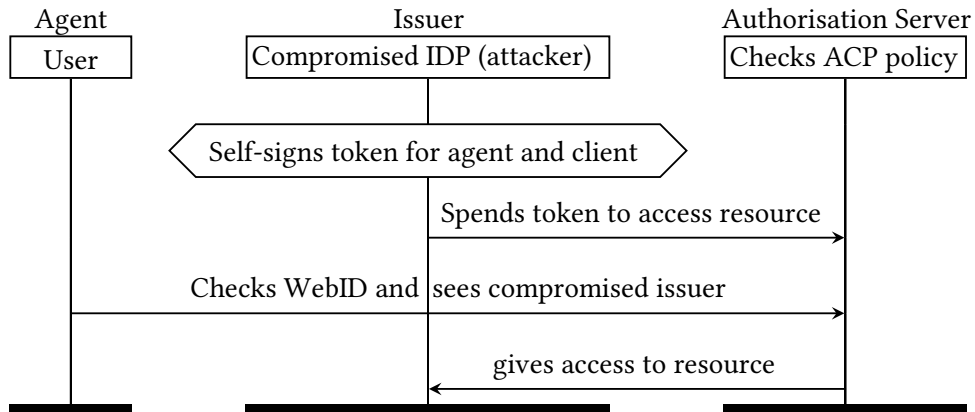 Agent
Issuer
Authorisation Server
User
Compromised IDP (attacker)
Checks ACP policy
Self-signs token for agent and client
Spends token to access resource
Checks WebID and sees compromised issuer
gives access to resource